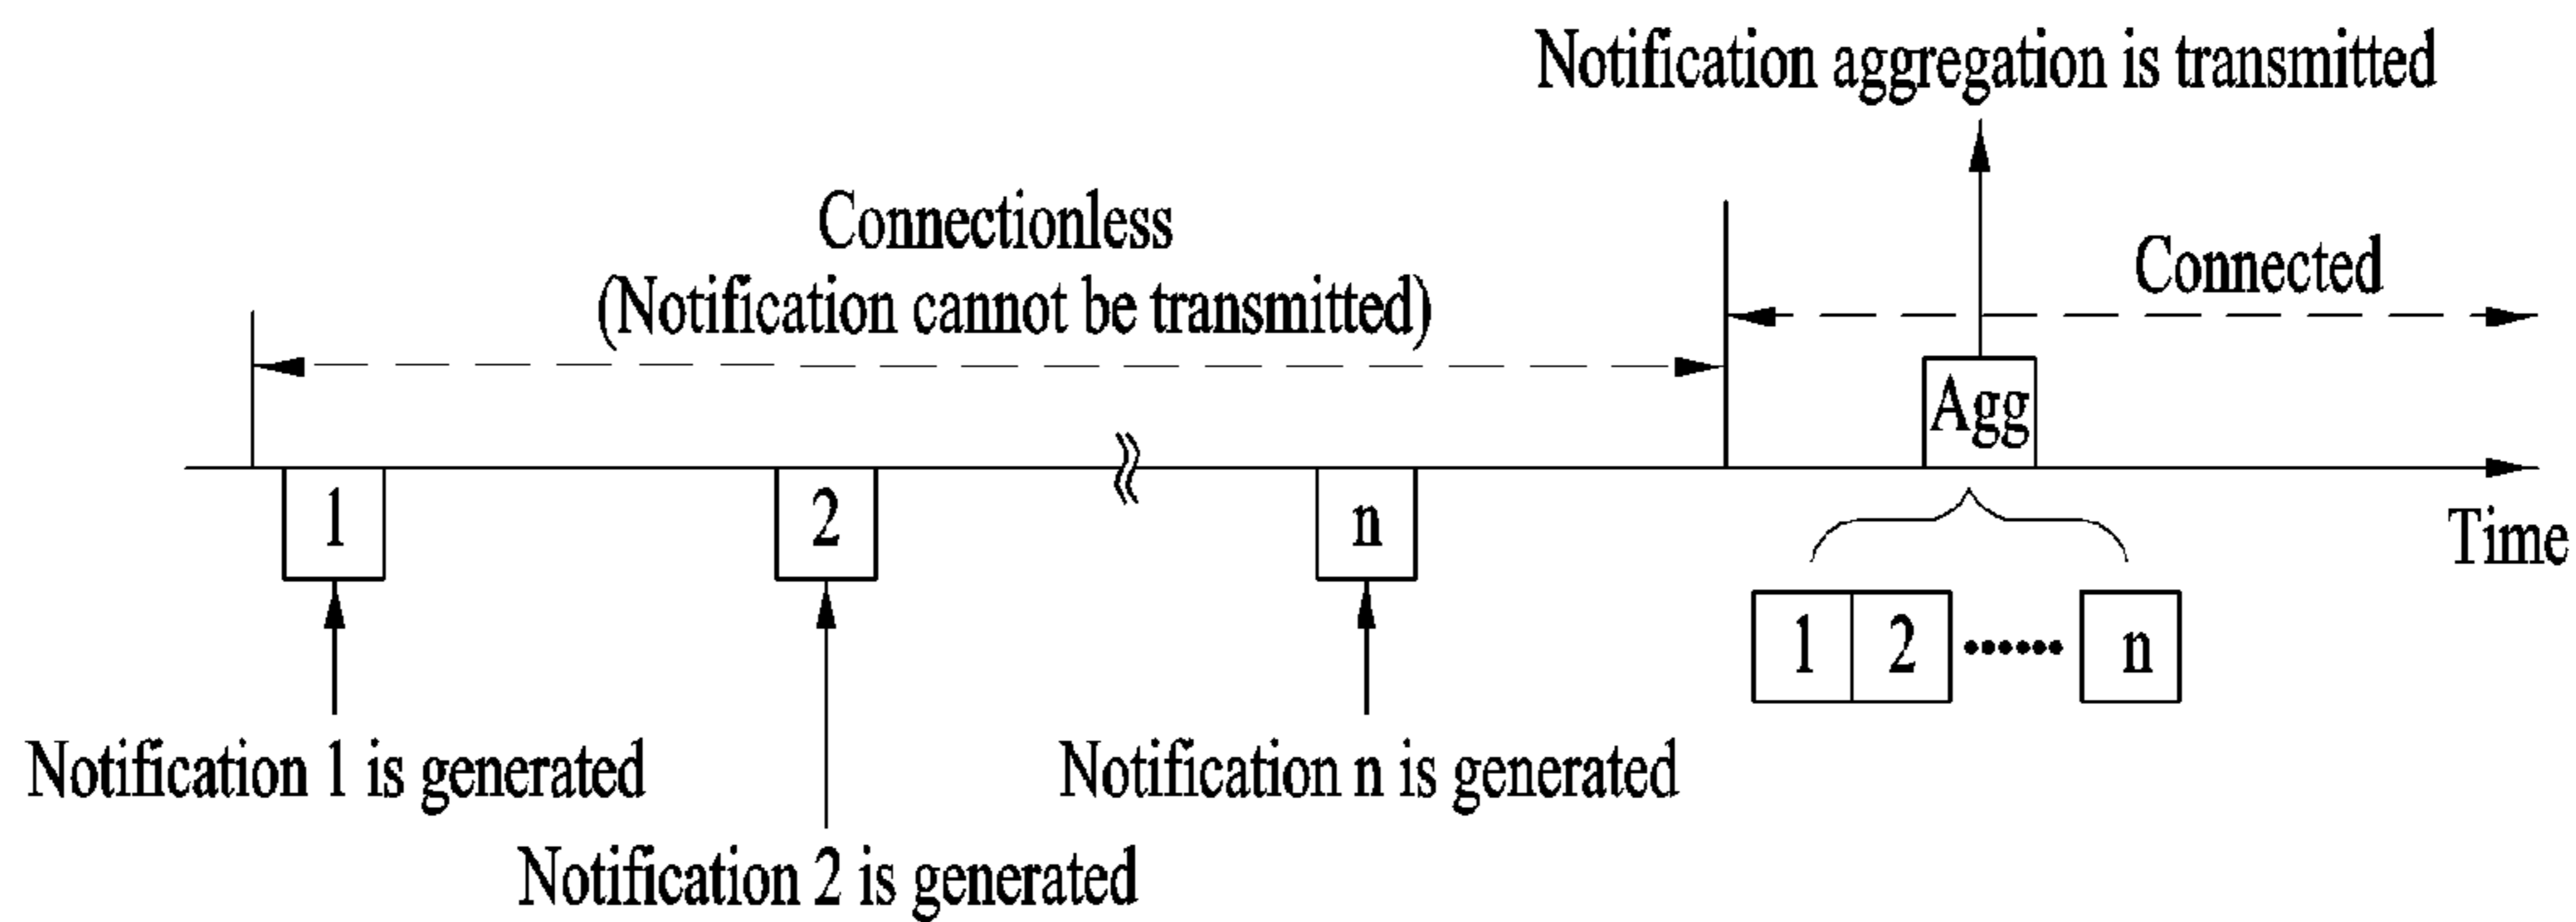 Notification aggregation is transmitted
Connectionless
(Notification cannot be transmitted)
Connected
Agg
1
2
n
Time
1 2 •••••• n
Notification 1 is generated
Notification n is generated
Notification 2 is generated